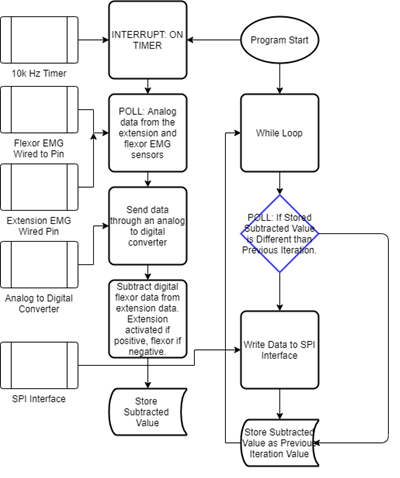 INTERRUPT: ON
TIMER
Program Start
10k Hz Timer
POLL: Analog
data from the
extension and
flexor EMG
sensors
While Loop
Flexor EMG
Wired to Pin
Extension EMG
Wired Pin
Send data
through an analog
to digital
converter
POLL: If Stored
Subtracted Value
is Different than
Previous Iteration.
Analog to Digital
Converter
Subtract digital
flexor data from
extension data.
Extension
activated if
positive, flexor if
negative.
Write Data to SPI
Interface
SPI Interface
Store
Subtracted
Value
Store Subtracted
Value as Previous
Iteration Value